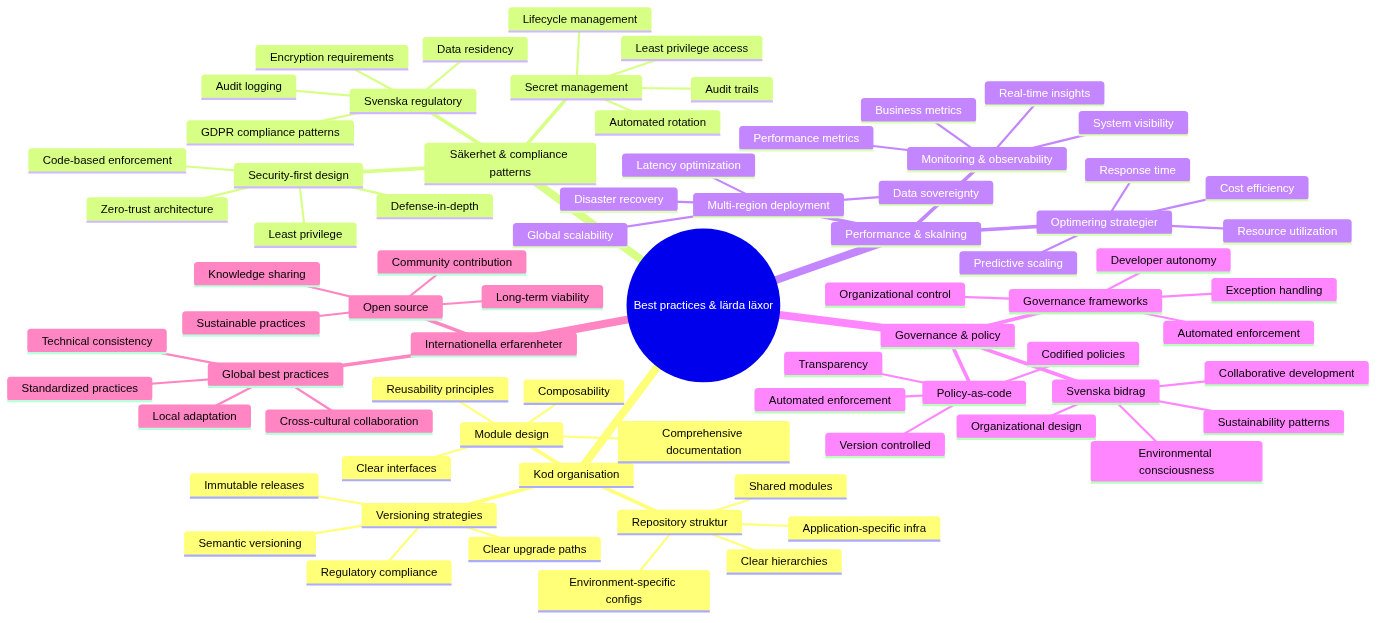 Best practices & lärda läxor
Säkerhet & compliance
patterns
Svenska regulatory
Encryption requirements
Data residency
Audit logging
GDPR compliance patterns
Secret management
Lifecycle management
Least privilege access
Audit trails
Automated rotation
Security-first design
Code-based enforcement
Zero-trust architecture
Least privilege
Defense-in-depth
Performance & skalning
Monitoring & observability
Business metrics
Real-time insights
System visibility
Performance metrics
Multi-region deployment
Latency optimization
Disaster recovery
Global scalability
Data sovereignty
Optimering strategier
Response time
Cost efficiency
Resource utilization
Predictive scaling
Governance & policy
Governance frameworks
Developer autonomy
Organizational control
Exception handling
Automated enforcement
Policy-as-code
Transparency
Codified policies
Automated enforcement
Version controlled
Svenska bidrag
Collaborative development
Sustainability patterns
Organizational design
Environmental
consciousness
Internationella erfarenheter
Open source
Community contribution
Knowledge sharing
Long-term viability
Sustainable practices
Global best practices
Technical consistency
Standardized practices
Local adaptation
Cross-cultural collaboration
Kod organisation
Module design
Reusability principles
Composability
Comprehensive
documentation
Clear interfaces
Versioning strategies
Immutable releases
Semantic versioning
Regulatory compliance
Clear upgrade paths
Repository struktur
Shared modules
Application-specific infra
Clear hierarchies
Environment-specific
configs